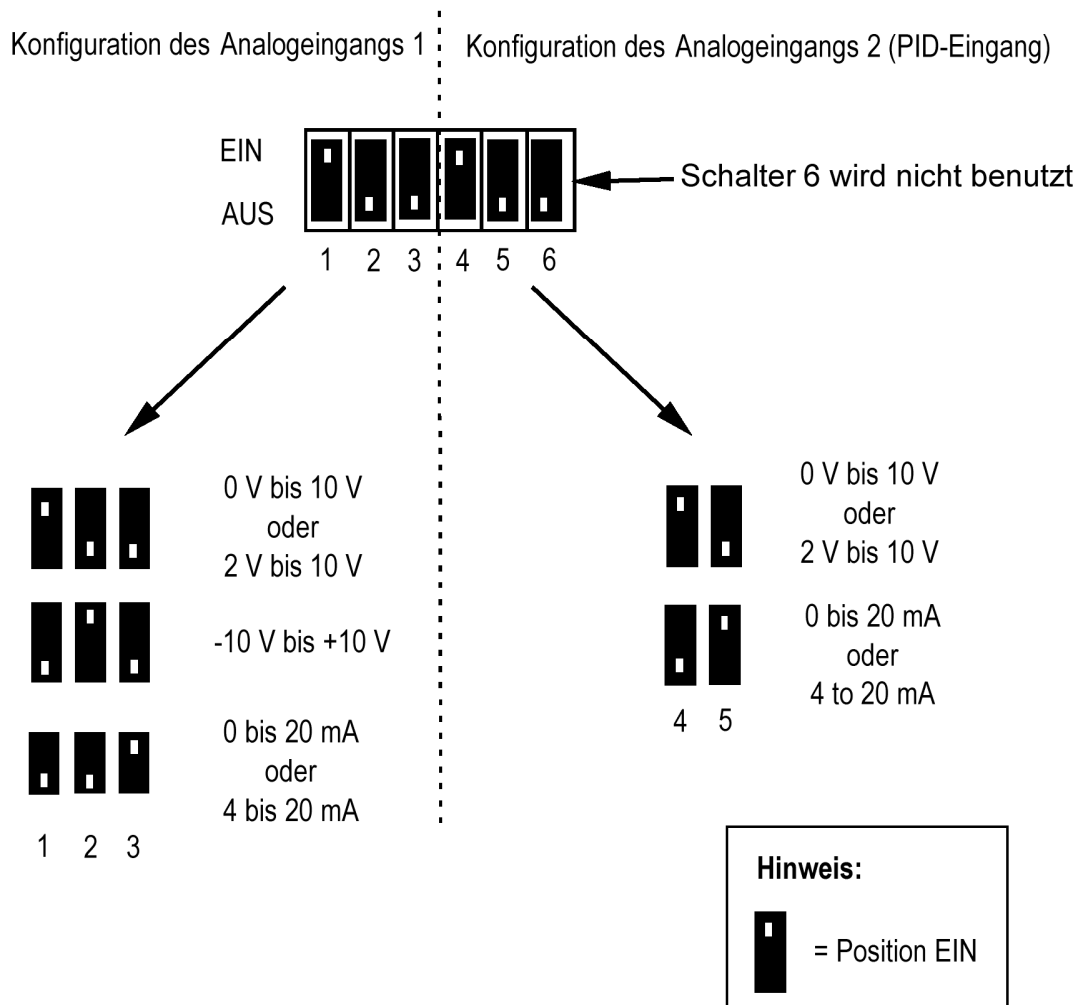 Konfiguration des Analogeingangs 1
Konfiguration des Analogeingangs 2 (PID-Eingang)
EIN
AUS
Schalter 6 wird nicht benutzt
1 2 3 4 5 6
0 V bis 10 V
oder
2 V bis 10 V
-10 V bis +10 V
0 bis 20 mA
oder
4 bis 20 mA
1 2 3
0 V bis 10 V
oder
2 V bis 10 V
0 bis 20 mA
oder
4 to 20 mA
4 5
Hinweis:
= Position EIN